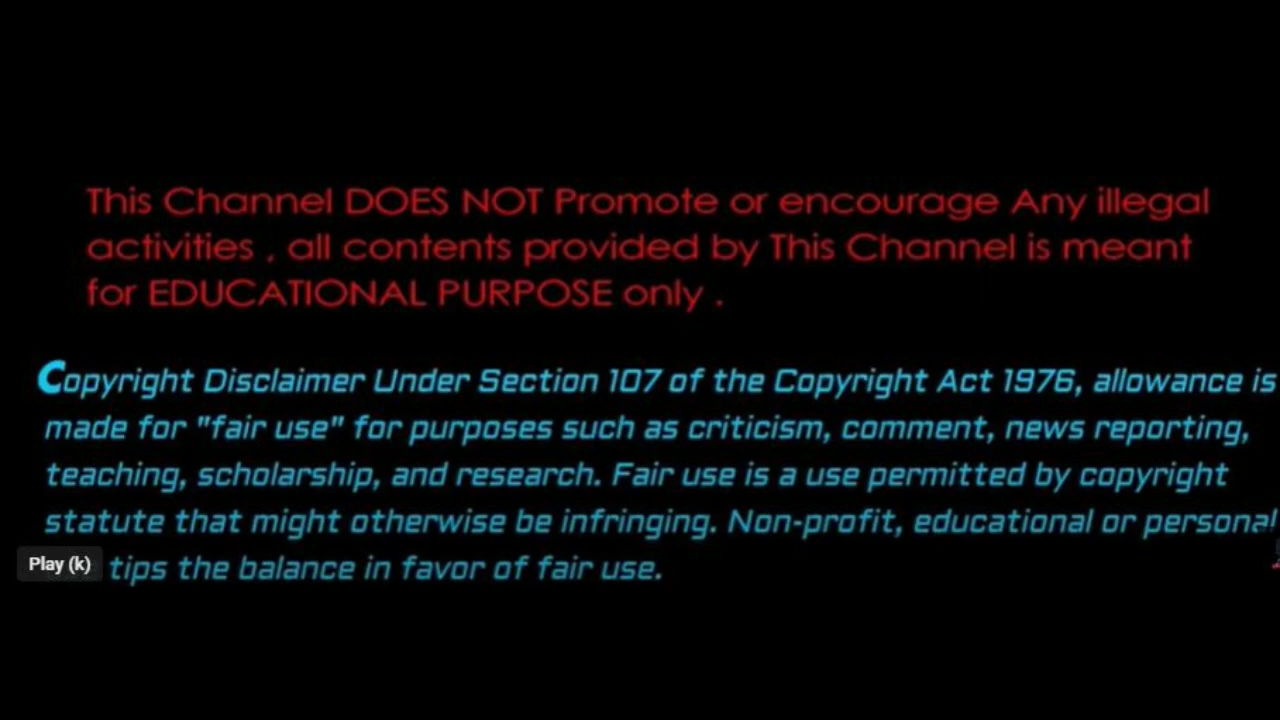 This Channel DOES NOT Promote or encourage Any illegal
activities , all contents provided by This Channel is meant
for EDUCATIONAL PURPOSE only .
Copyright Disclaimer Under Section 107 of the Copyright Act 1976, allowance is
made for "fair use" for purposes such as criticism, comment, news reporting,
teaching, scholarship, and research. Fair use is a use permitted by copyright
statute that might otherwise be infringing. Non-profit, educational or personal
Play (k) tips the balance in favor of fair use.